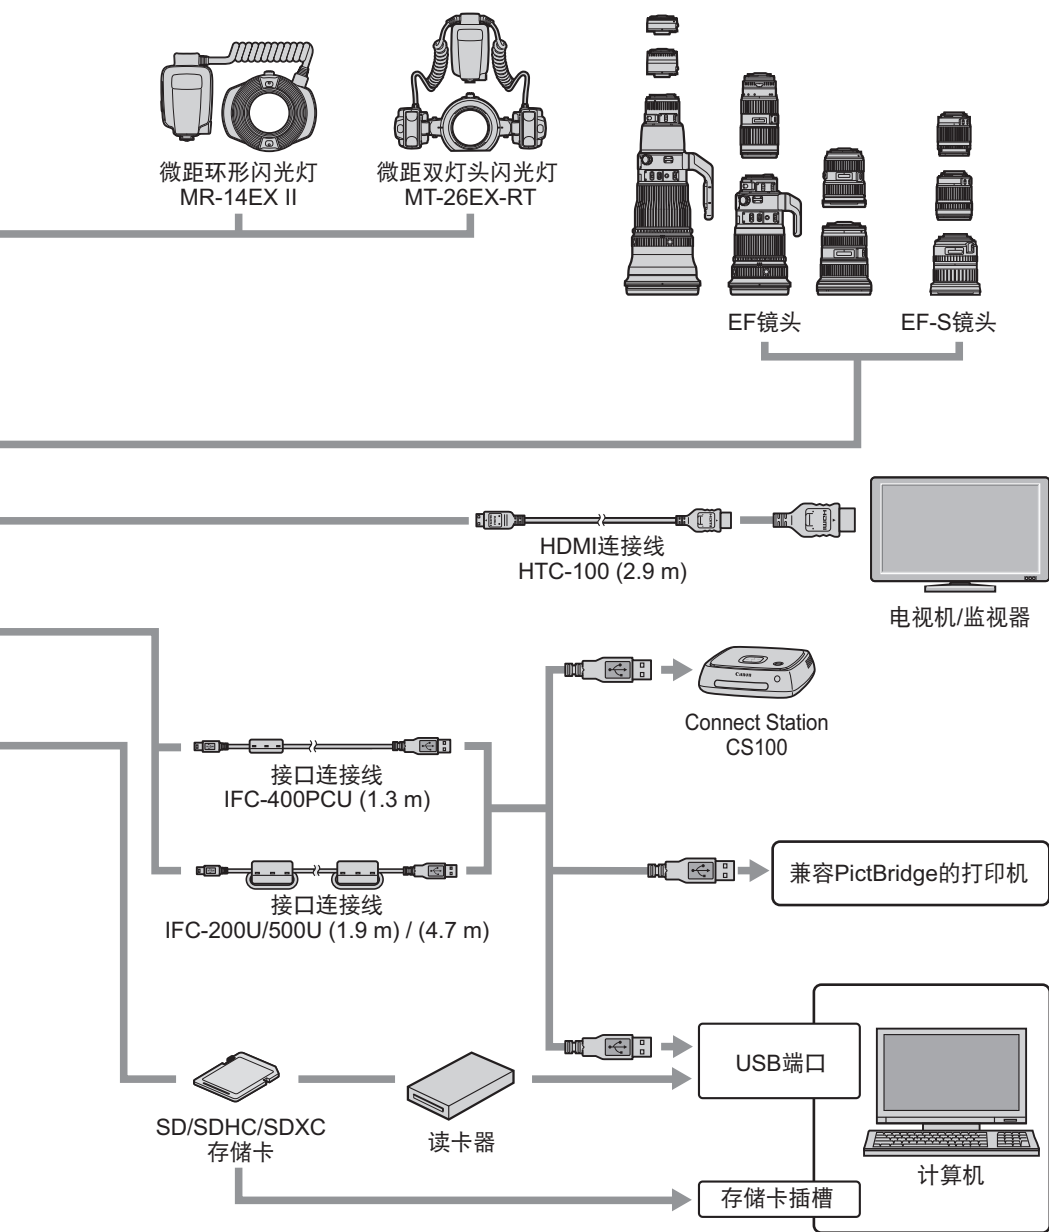 微距环形闪光灯
MR-14EX II
微距双灯头闪光灯
MT-26EX-RT
EF镜头
EF-S镜头
HDMI连接线
HTC-100 (2.9 m)
HDMI
HDMI
电视机/监视器
Canon
Connect Station
CS100
接口连接线
IFC-400PCU (1.3 m)
接口连接线
IFC-200U/500U (1.9 m) / (4.7 m)
兼容PictBridge的打印机
USB端口
SD/SDHC/SDXC
存储卡
读卡器
计算机
存储卡插槽